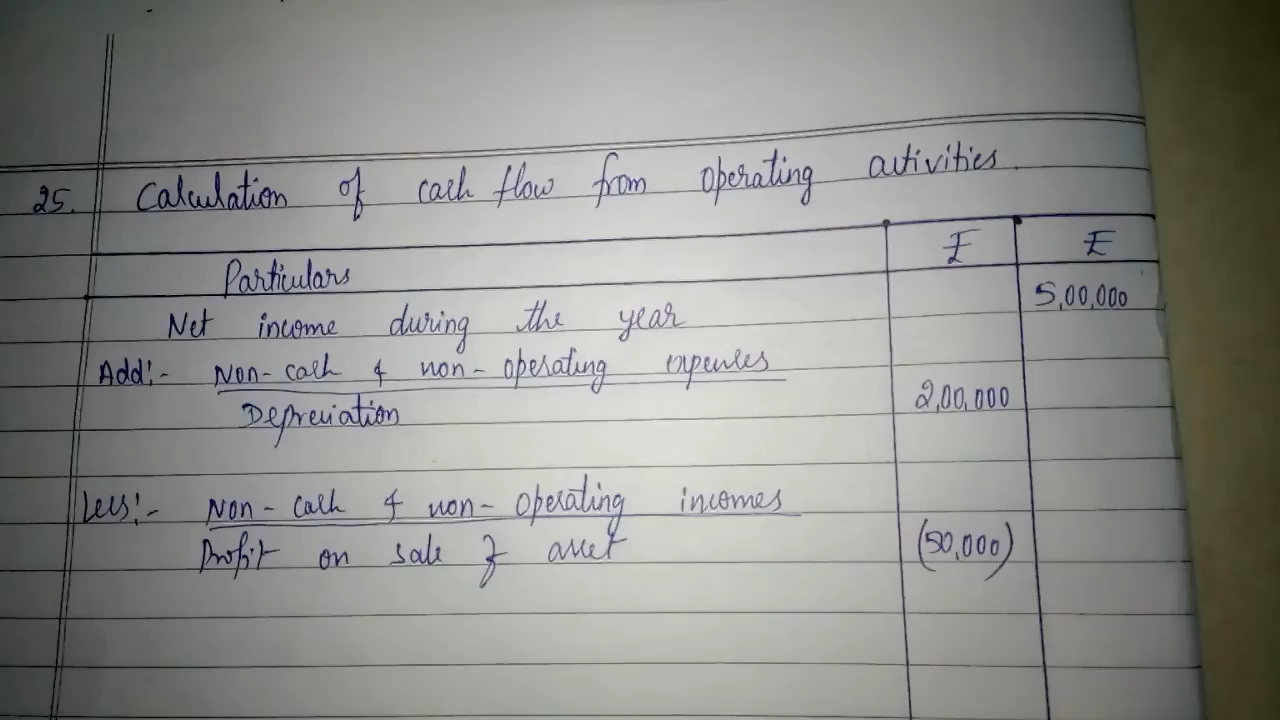 25. Calculation of cash flow from operating activities.
Particulars ₤ ₤
Net income during the year 5,00,000
Add:- Non-cash & non-operating expenses
Depreciation 2,00,000
Less:- Non-cash & non-operating incomes
Profit on sale of asset (50,000)